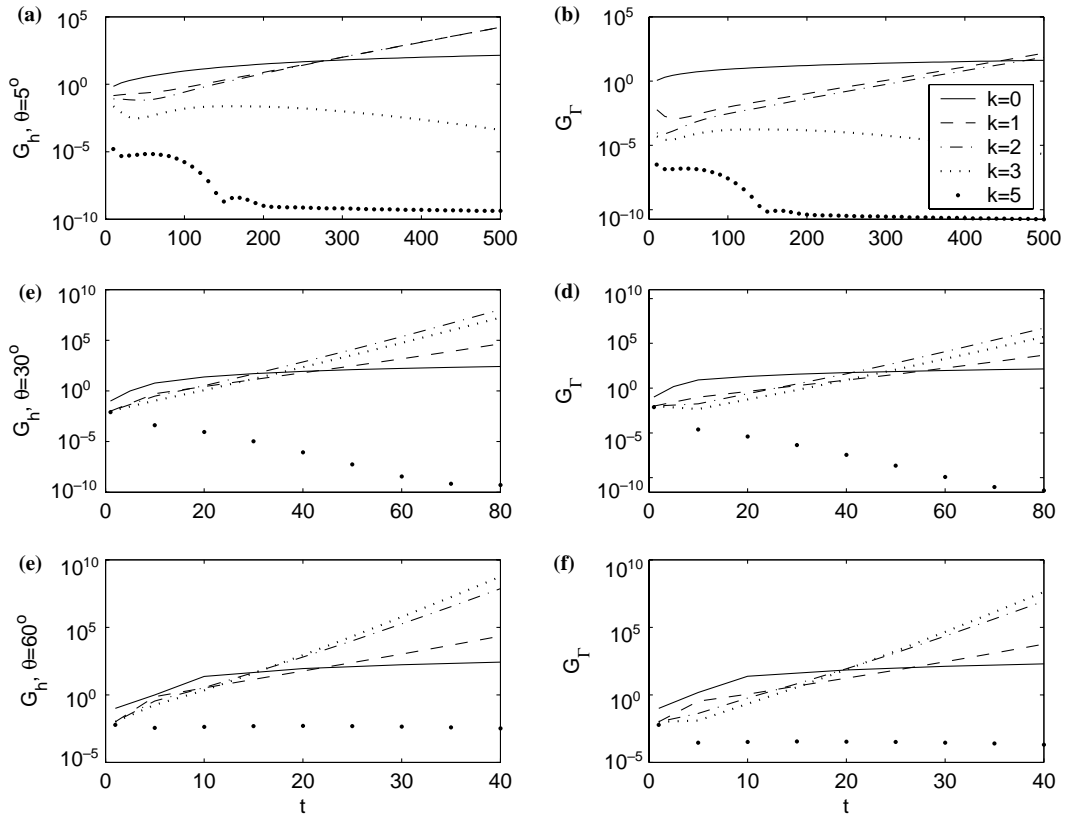 (a)
10^5
10^0
10^−5
10^−10
G_h, θ=5^o
0 100 200 300 400 500
(b)
10^5
10^0
10^−5
10^−10
G_Γ
0 100 200 300 400 500
k=0
k=1
k=2
k=3
k=5
(e)
10^10
10^5
10^0
10^−5
10^−10
G_h, θ=30^o
0 20 40 60 80
(d)
10^10
10^5
10^0
10^−5
10^−10
G_Γ
0 20 40 60 80
(e)
10^10
10^5
10^0
10^−5
G_h, θ=60^o
0 10 20 30 40
t
(f)
10^10
10^5
10^0
10^−5
G_Γ
0 10 20 30 40
t